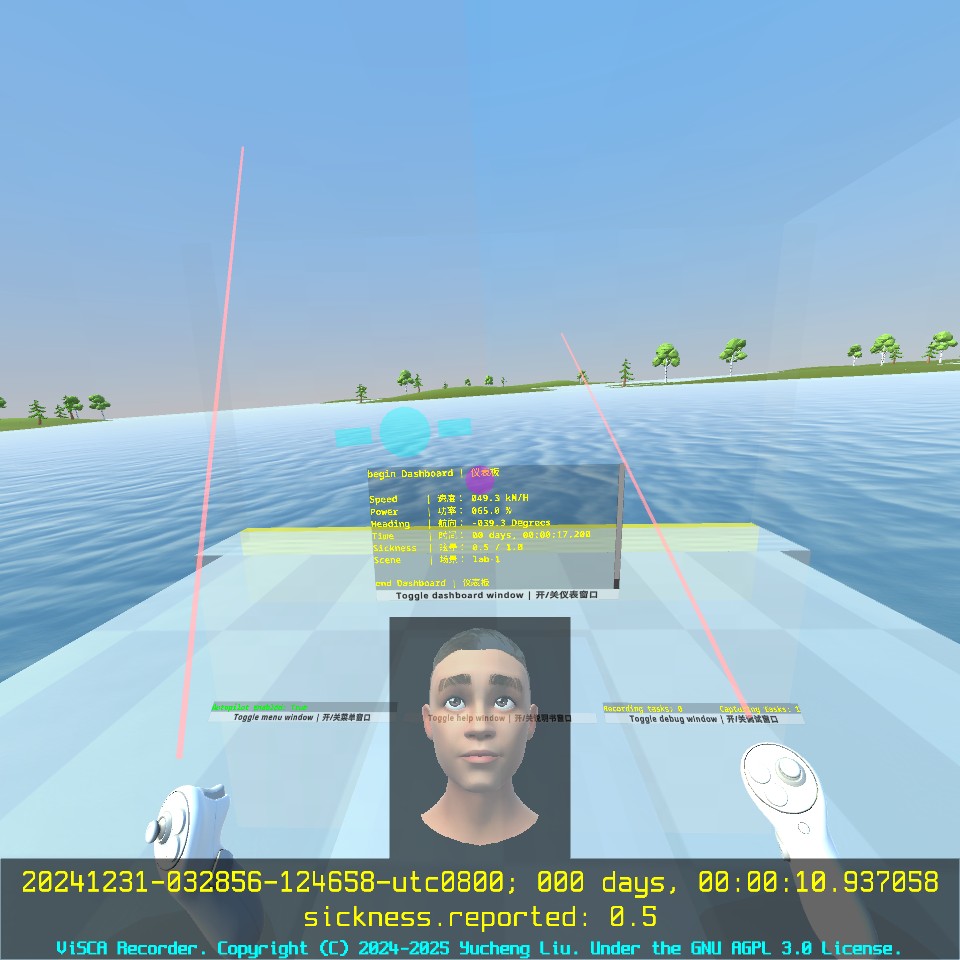 begin Dashboard | 仪表板
Speed | 速度: 049.3 kM/H
Power | 功率: 065.0 %
Heading | 航向: -039.3 Degrees
Time | 时间: 00 days, 00:00:17.200
Sickness | 0.5 / 1.0
Scene | 场景: lab-1
end Dashboard | 仪表板
Toggle dashboard window | 开/关仪表窗口
Autopilot enabled: true
Toggle menu window | 开/关菜单窗口
Toggle help window | 开/关说明书窗口
Recording tasks: 0 Capturing tasks: 1
Toggle debug window | 开/关调试窗口
20241231-032856-124658-utc0800; 000 days, 00:00:10.937058
sickness.reported: 0.5
ViSCA Recorder. Copyright (C) 2024-2025 Yucheng Liu. Under the GNU AGPL 3.0 License.